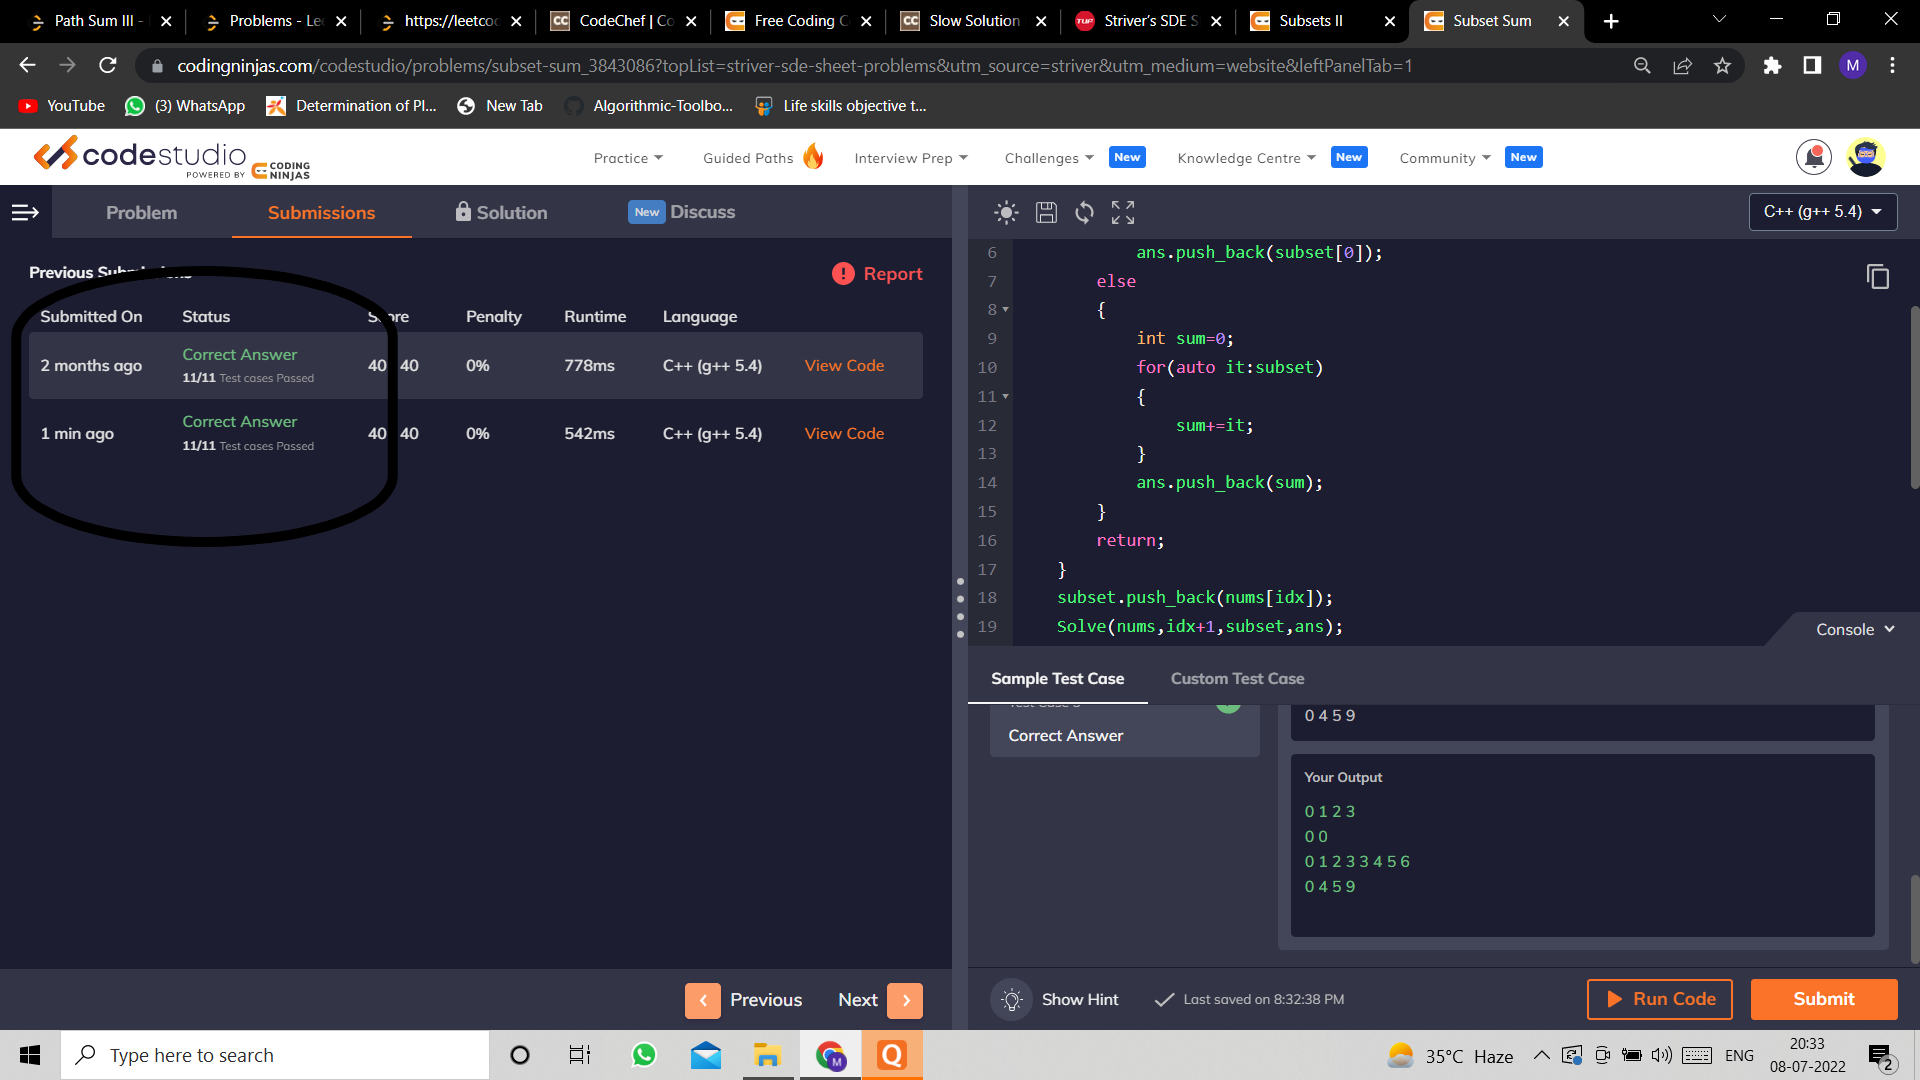 Path Sum III -
Problems - Le
https://leetcoo
CodeChef | Co
Free Coding C
Slow Solution
Striver's SDE S
Subsets II
Subset Sum
codingninjas.com/codestudio/problems/subset-sum_3843086?topList=striver-sde-sheet-problems&utm_source=striver&utm_medium=website&leftPanelTab=1
M
YouTube
(3) WhatsApp
Determination of Pl...
New Tab
Algorithmic-Toolbo...
Life skills objective t...
codestudio
POWERED BY CODING NINJAS
Practice
Guided Paths
Interview Prep
Challenges New
Knowledge Centre New
Community New
Problem
Submissions
Solution
New Discuss
Previous Submissions
! Report
Submitted On Status Score Penalty Runtime Language
2 months ago Correct Answer 40 40 0% 778ms C++ (g++ 5.4) View Code
11/11 Test cases Passed
1 min ago Correct Answer 40 40 0% 542ms C++ (g++ 5.4) View Code
11/11 Test cases Passed
Previous
Next
C++ (g++ 5.4)
6 ans.push_back(subset[0]);
7 else
8 {
9 int sum=0;
10 for(auto it:subset)
11 {
12 sum+=it;
13 }
14 ans.push_back(sum);
15 }
16 return;
17 }
18 subset.push_back(nums[idx]);
19 Solve(nums,idx+1,subset,ans);
Console
Sample Test Case
Custom Test Case
Correct Answer
0 4 5 9
Your Output
0 1 2 3
0 0
0 1 2 3 3 4 5 6
0 4 5 9
Show Hint
Last saved on 8:32:38 PM
Run Code
Submit
Type here to search
35°C Haze
ENG
20:33
08-07-2022
2